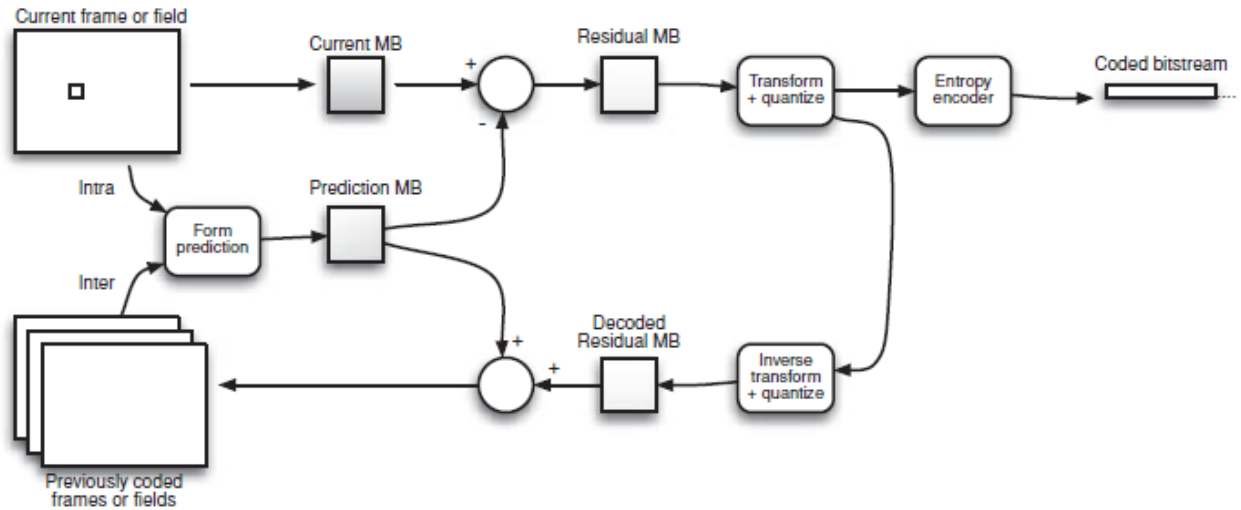 Current frame or field
Current MB
Residual MB
+
-
Transform
+ quantize
Entropy
encoder
Coded bitstream
Intra
Prediction MB
Form
prediction
Inter
Decoded
Residual MB
+
+
Inverse
transform
+ quantize
Previously coded
frames or fields